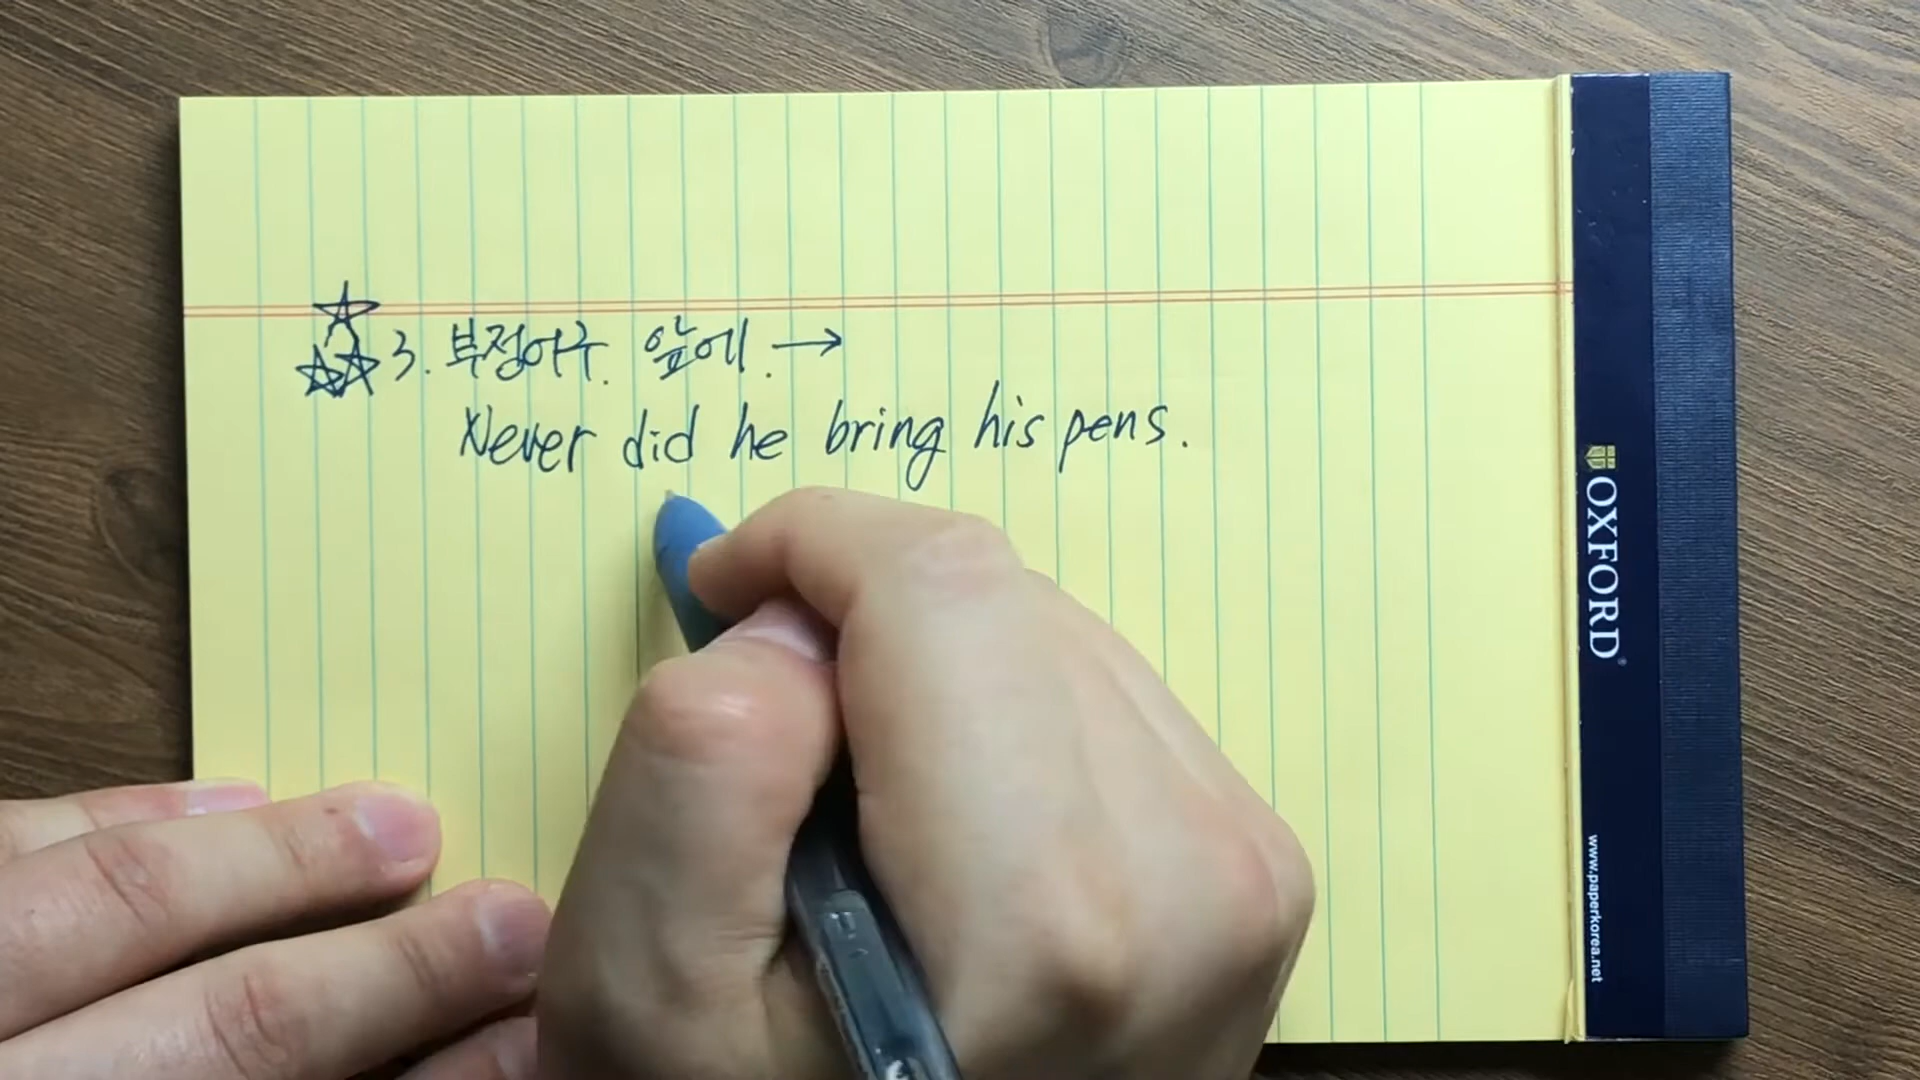 3. 부정어구. 앞에. →
Never did he bring his pens.
OXFORD
www.paperkorea.net